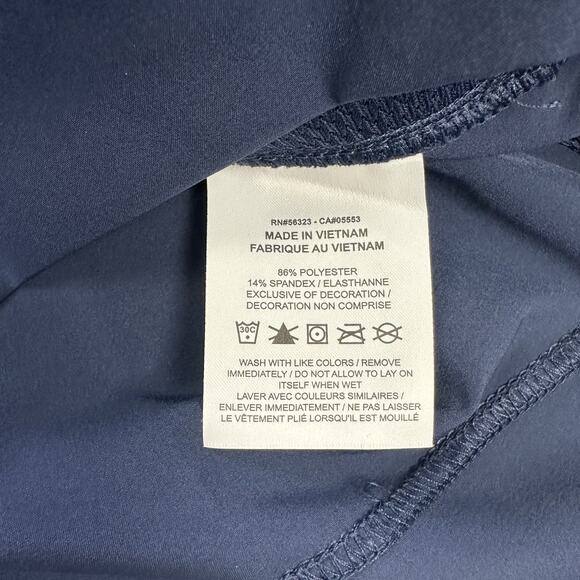 RN#56323 - CA#05553
MADE IN VIETNAM
FABRIQUE AU VIETNAM
86% POLYESTER
14% SPANDEX / ELASTHANNE
EXCLUSIVE OF DECORATION /
DECORATION NON COMPRISE
30C
WASH WITH LIKE COLORS / REMOVE
IMMEDIATELY / DO NOT ALLOW TO LAY ON
ITSELF WHEN WET
LAVER AVEC COULEURS SIMILAIRES /
ENLEVER IMMEDIATEMENT / NE PAS LAISSER
LE VÊTEMENT PLIÉ LORSQU'IL EST MOUILLÉ